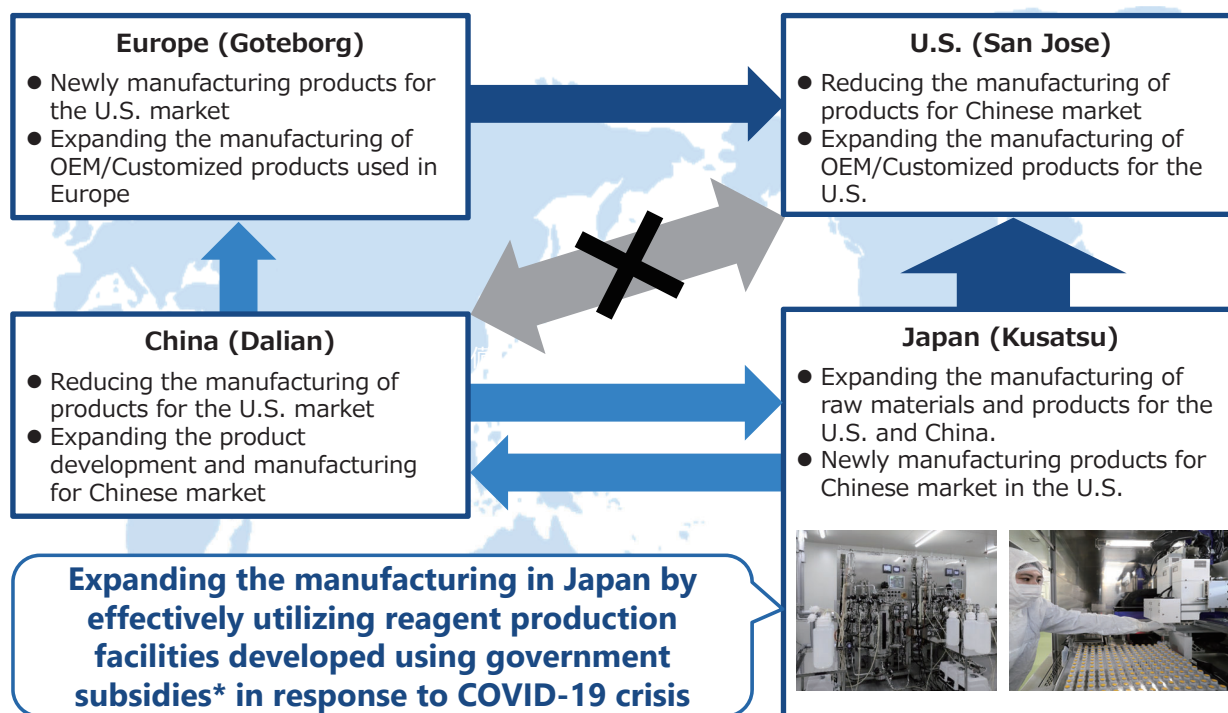 Europe (Goteborg)
● Newly manufacturing products for
the U.S. market
● Expanding the manufacturing of
OEM/Customized products used in
Europe
U.S. (San Jose)
● Reducing the manufacturing of
products for Chinese market
● Expanding the manufacturing of
OEM/Customized products for the
U.S.
China (Dalian)
● Reducing the manufacturing of
products for the U.S. market
● Expanding the product
development and manufacturing
for Chinese market
Japan (Kusatsu)
● Expanding the manufacturing of
raw materials and products for the
U.S. and China.
● Newly manufacturing products for
Chinese market in the U.S.
Expanding the manufacturing in Japan by
effectively utilizing reagent production
facilities developed using government
subsidies* in response to COVID-19 crisis